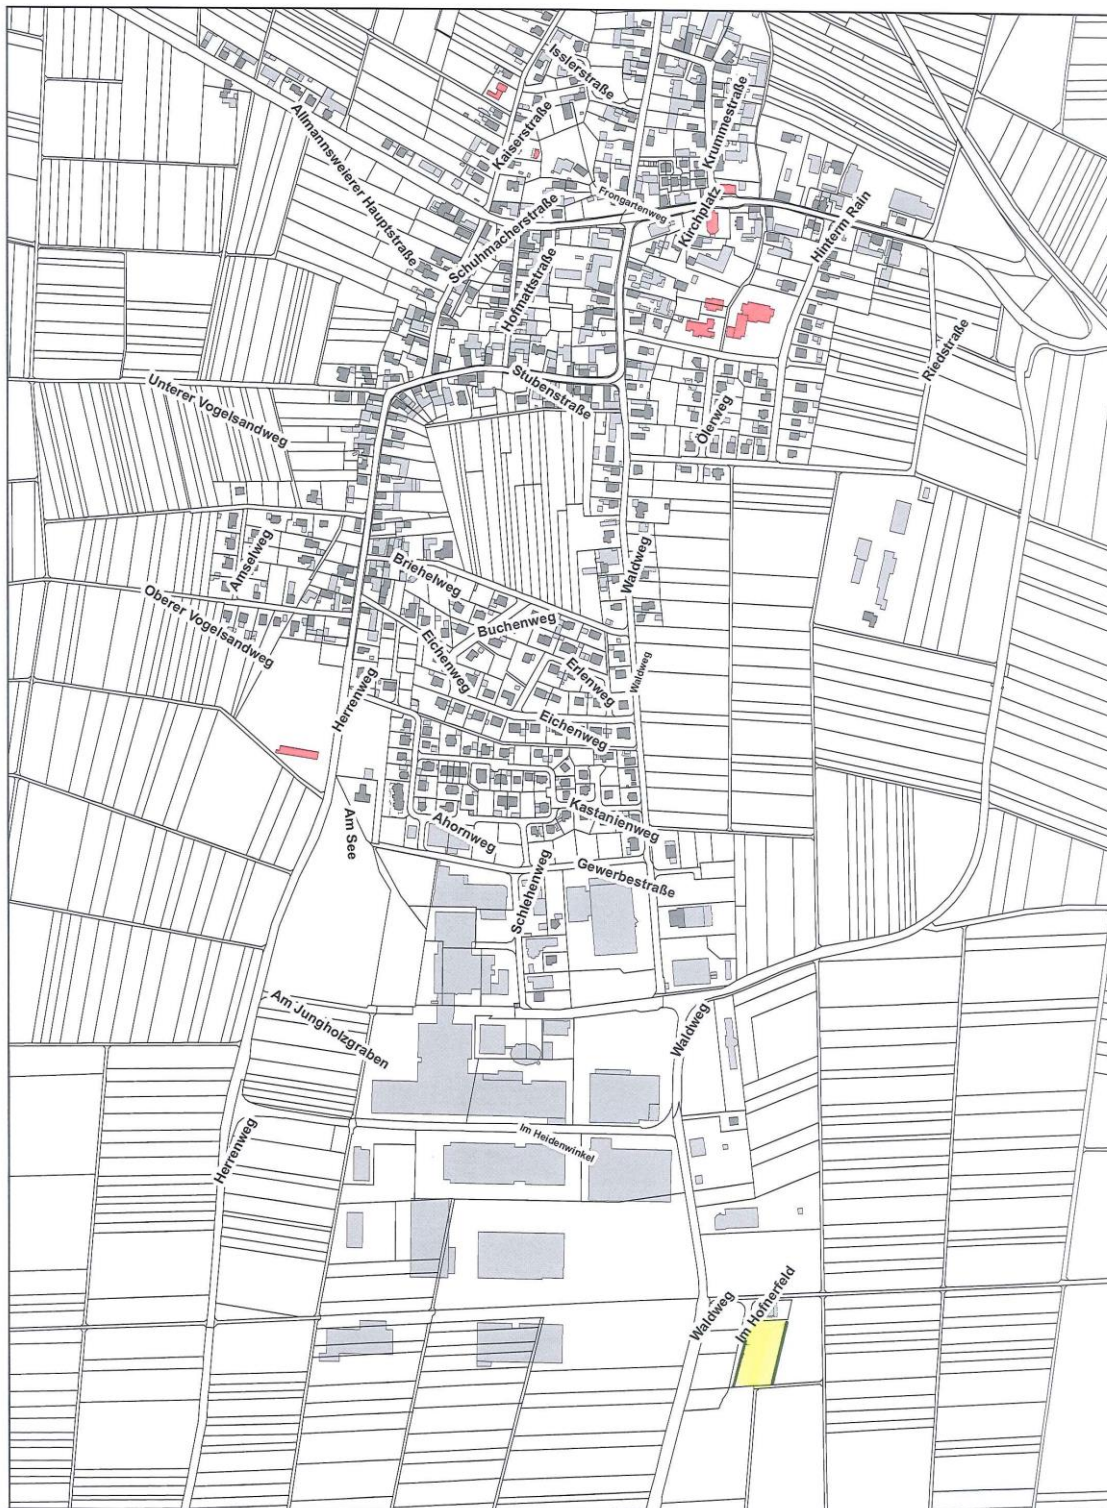 Isslerstraße
Krummestraße
Kaiserstraße
Allmannsweierer Hauptstraße
Frongartenweg
Kirchplatz
Hinterm Rain
Schuhmacherstraße
Hofmattstraße
Riedstraße
Stubenstraße
Unterer Vogelsandweg
Ölerweg
Amselweg
Briehelweg
Waldweg
Oberer Vogelsandweg
Buchenweg
Eichenweg
Erlenweg
Waldweg
Herrenweg
Eichenweg
Am See
Ahornweg
Kastanienweg
Gewerbestraße
Schlehenweg
Am Jungholzgraben
Waldweg
Im Heidenwinkel
Herrenweg
Waldweg
Im Hofnerfeld